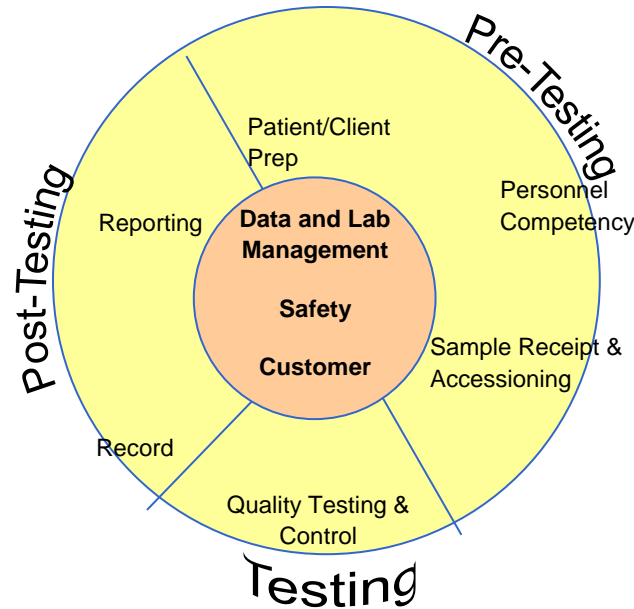 Pre-Testing
Patient/Client
Prep
Personnel
Competency
Reporting
Data and Lab
Management
Safety
Customer
Sample Receipt &
Accessioning
Post-Testing
Record
Quality Testing &
Control
Testing